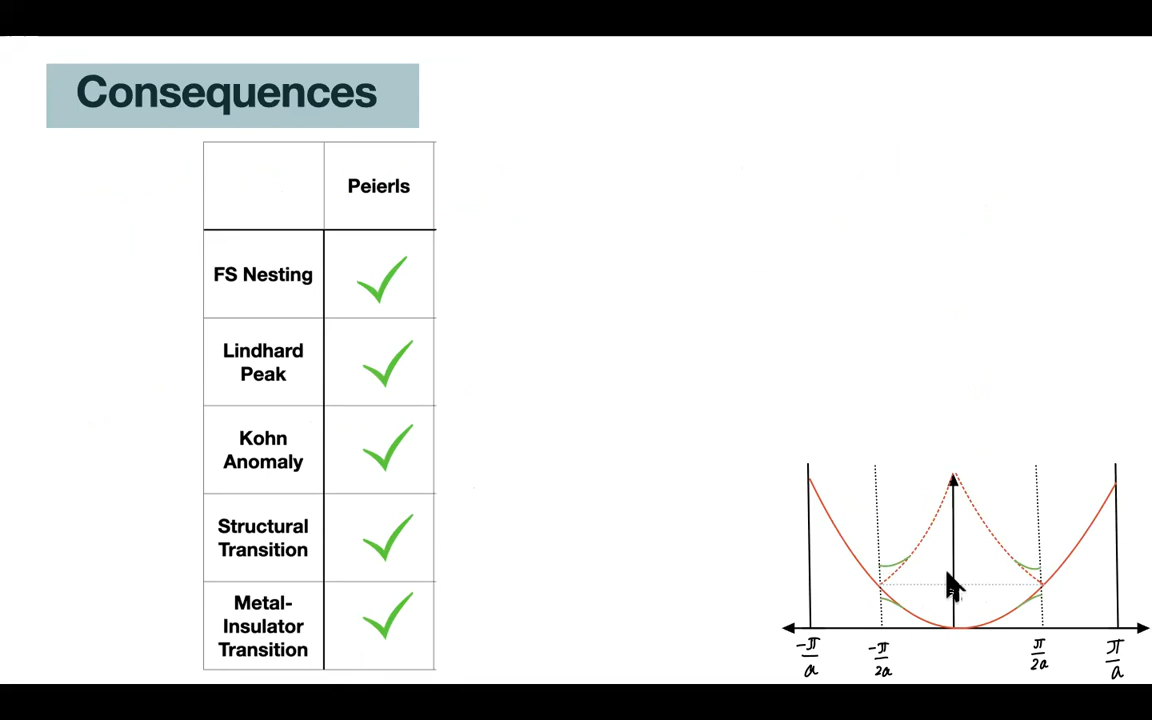 Consequences
Peierls
FS Nesting
Lindhard
Peak
Kohn
Anomaly
Structural
Transition
Metal-
Insulator
Transition
-π/a
-π/2a
π/2a
π/a